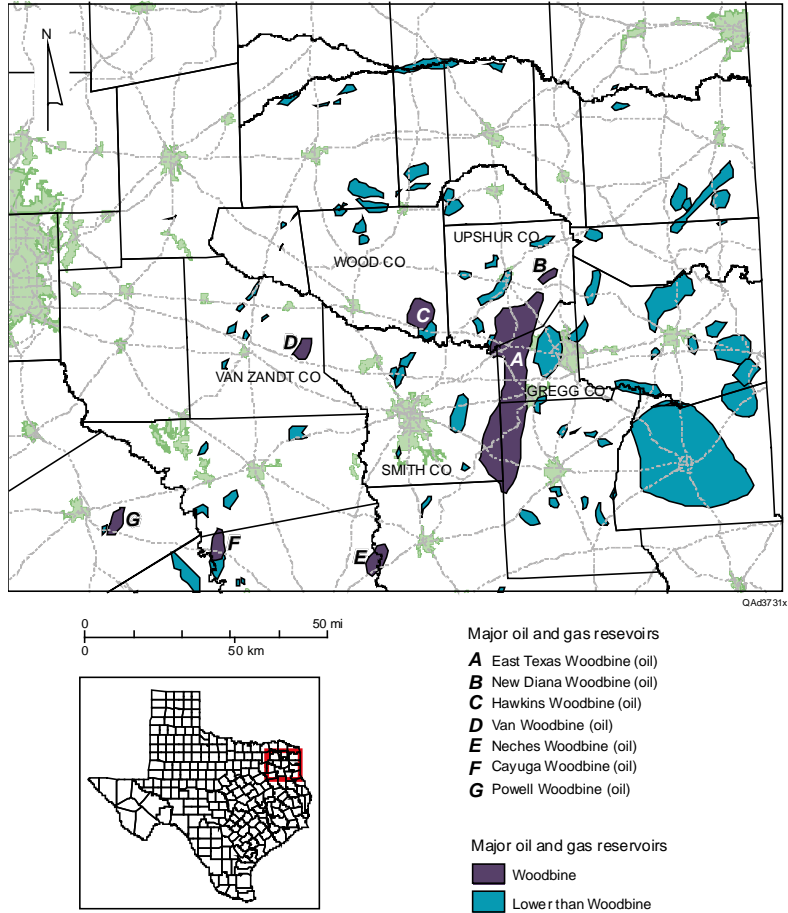 N
UPSHUR CO
WOOD CO
B
C
D
A
VAN ZANDT CO
GREGG CO
SMITH CO
G
F
E
QAd3731x
0 50 mi
0 50 km
Major oil and gas resevoirs
A East Texas Woodbine (oil)
B New Diana Woodbine (oil)
C Hawkins Woodbine (oil)
D Van Woodbine (oil)
E Neches Woodbine (oil)
F Cayuga Woodbine (oil)
G Powell Woodbine (oil)
Major oil and gas reservoirs
Woodbine
Lower than Woodbine